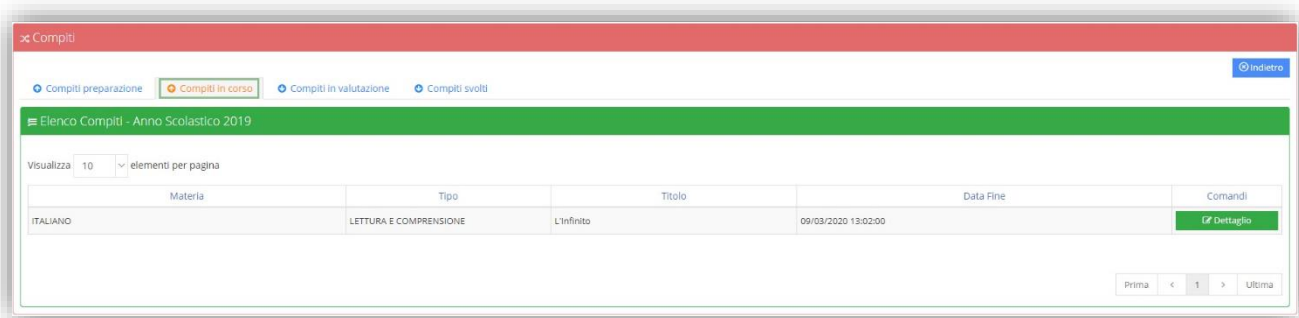 Compiti
Indietro
Compiti preparazione Compiti in corso Compiti in valutazione Compiti svolti
Elenco Compiti - Anno Scolastico 2019
Visualizza 10 elementi per pagina
Materia Tipo Titolo Data Fine Comandi
ITALIANO LETTURA E COMPRENSIONE L'Infinito 09/03/2020 13:02:00 Dettaglio
Prima < 1 > Ultima